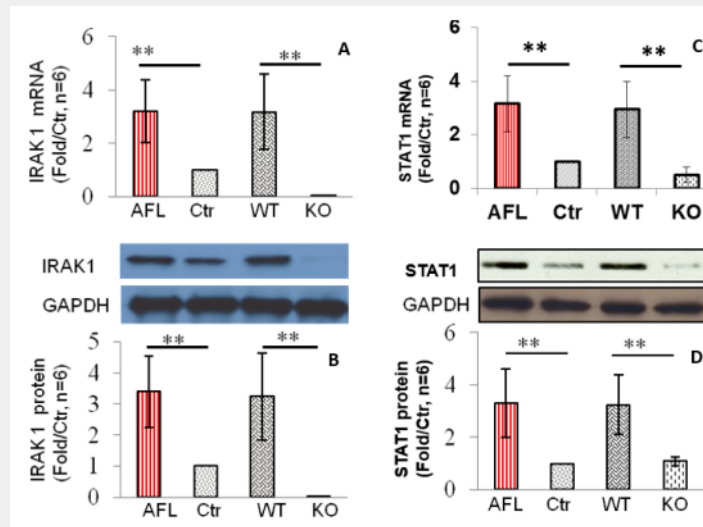 A
IRAK 1 mRNA
(Fold/Ctr, n=6)
6
4
2
0
**
**
AFL Ctr WT KO
IRAK1
GAPDH
B
IRAK1 protein
(Fold/Ctr, n=6)
5
4
3
2
1
0
**
**
AFL Ctr WT KO
C
STAT1 mRNA
(Fold/Ctr, n=6)
6
4
2
0
**
**
AFL Ctr WT KO
STAT1
GAPDH
D
STAT1 protein
(Fold/Ctr, n=6)
6
4
2
0
**
**
AFL Ctr WT KO